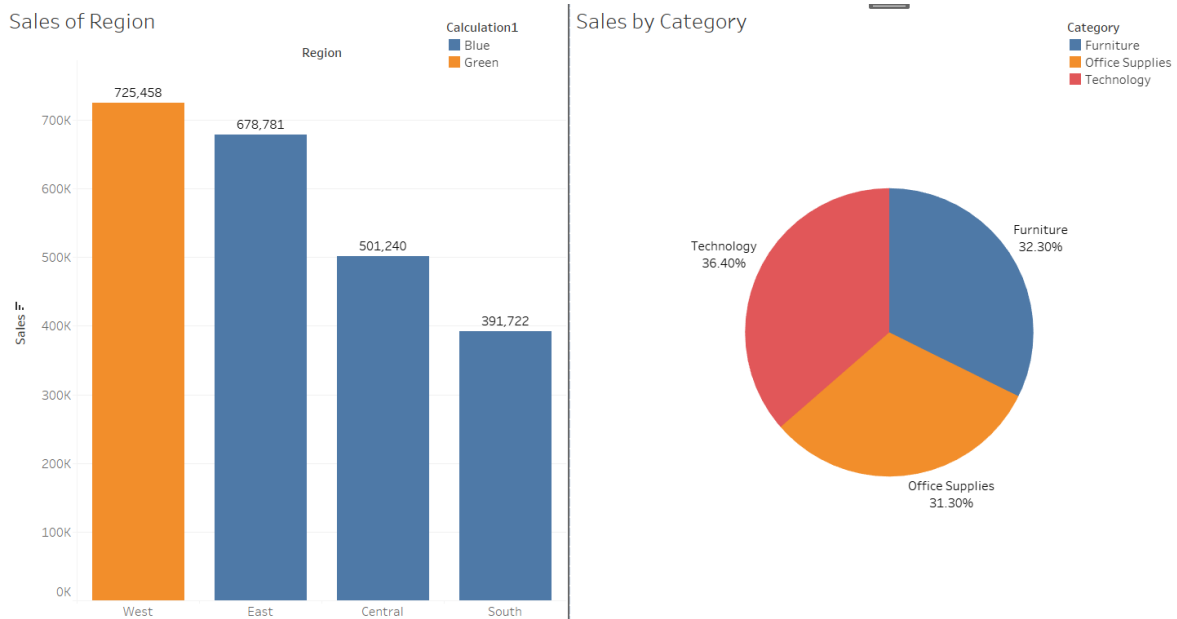 Sales of Region
Calculation1
Blue
Green
Region
725,458
678,781
501,240
391,722
700K
600K
500K
400K
300K
200K
100K
0K
Sales
West
East
Central
South
Sales by Category
Category
Furniture
Office Supplies
Technology
Furniture
32.30%
Technology
36.40%
Office Supplies
31.30%